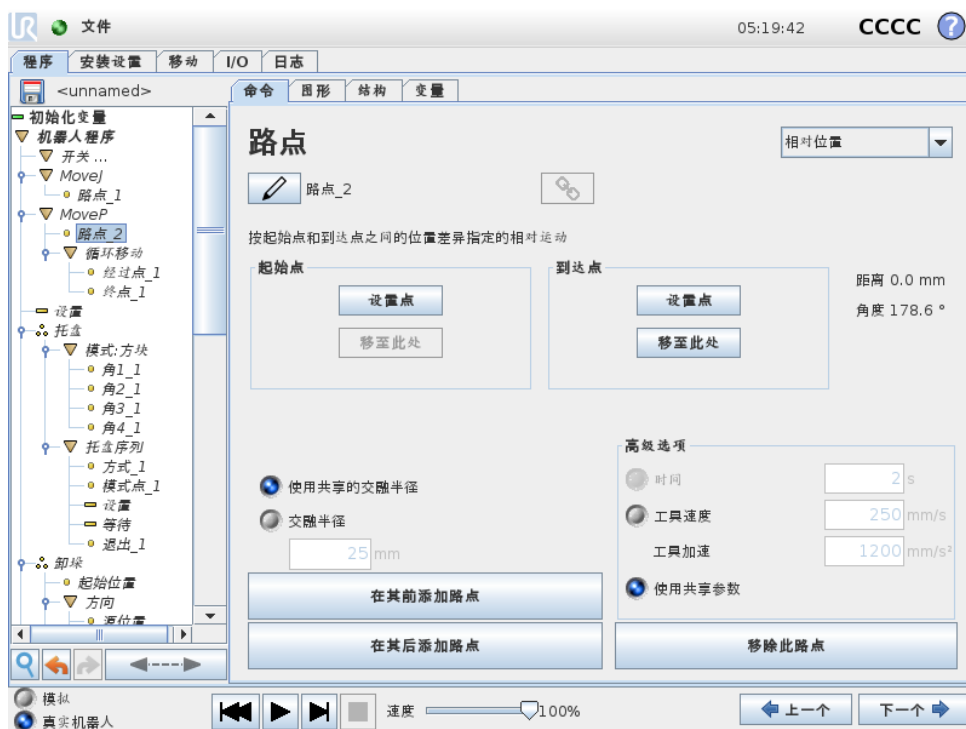 UR 文件 05:19:42 CCCC ?
程序 安装设置 移动 I/O 日志
<unnamed>
命令 图形 结构 变量
初始化变量
机器人程序
开关 ...
MoveJ
路点_1
MoveP
路点_2
循环移动
经过点_1
终点_1
设置
托盘
模式:方块
角1_1
角2_1
角3_1
角4_1
托盘序列
方式_1
模式点_1
设置
等待
退出_1
卸垛
起始位置
方向
源位置
路点
相对位置
路点_2
按起始点和到达点之间的位置差异指定的相对运动
起始点
设置点
移至此处
到达点
设置点
移至此处
距离 0.0 mm
角度 178.6 °
使用共享的交融半径
交融半径
25 mm
高级选项
时间 2 s
工具速度 250 mm/s
工具加速 1200 mm/s²
使用共享参数
在其前添加路点
在其后添加路点
移除此路点
模拟
真实机器人
速度 100%
上一个
下一个